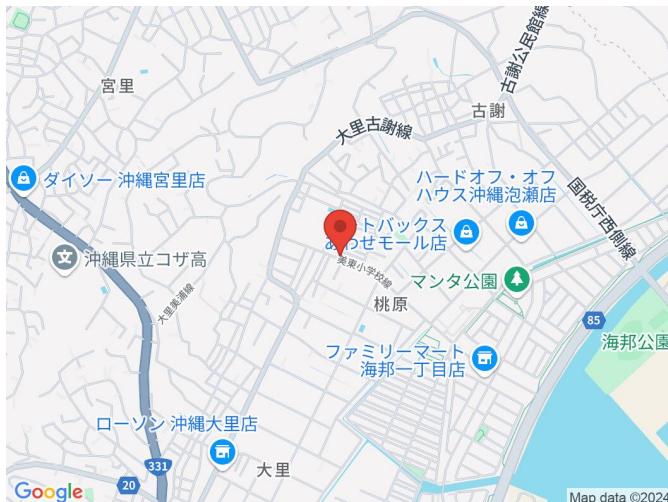 古謝公民館線
宮里
古謝
大里古謝線
ダイソー 沖縄宮里店
ハードオフ・オフ
ハウス沖縄泡瀬店
国税庁西側線
トバックス
あわせモール店
沖縄県立コザ高
美東小学校線
マンタ公園
大里美浦線
桃原
85
海邦公園
ファミリーマート
海邦一丁目店
ローソン 沖縄大里店
331
大里
20
Google
Map data ©2024